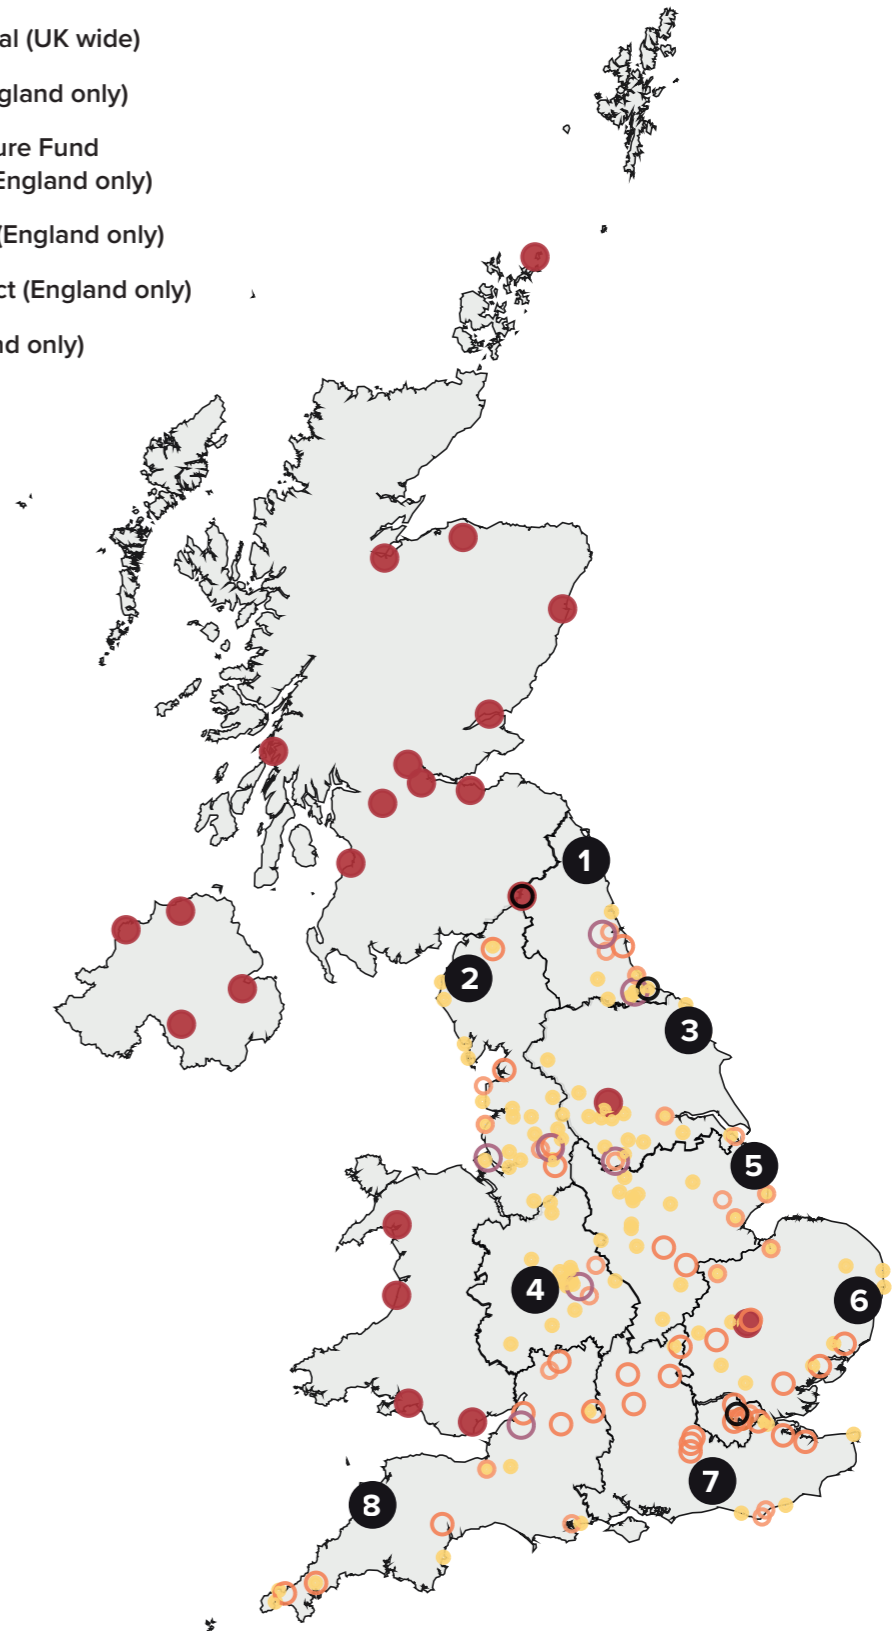 al (UK wide)
gland only)
ure Fund
England only)
(England only)
ct (England only)
nd only)
1
2
3
5
4
6
7
8